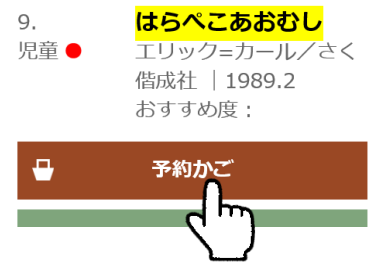 9.
はらぺこあおむし
児童
エリック=カール／さく
偕成社 ｜1989.2
おすすめ度：
予約かご